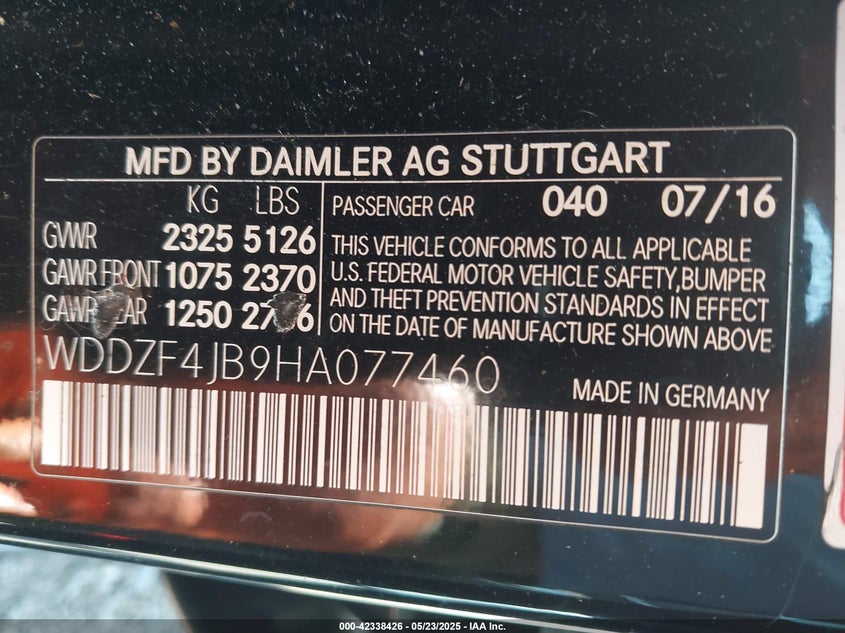 MFD BY DAIMLER AG STUTTGART
KG LBS
GVWR 2325 5126
GAWR FRONT 1075 2370
GAWR 1250
PASSENGER CAR 040 07/16
THIS VEHICLE CONFORMS TO ALL APPLICABLE
U.S. FEDERAL MOTOR VEHICLE SAFETY,BUMPER
AND THEFT PREVENTION STANDARDS IN EFFECT
ON THE DATE OF MANUFACTURE SHOWN ABOVE
WDDZF4JB9HA077460
MADE IN GERMANY
000-42338426 - 05/23/2025 - IAA Inc.